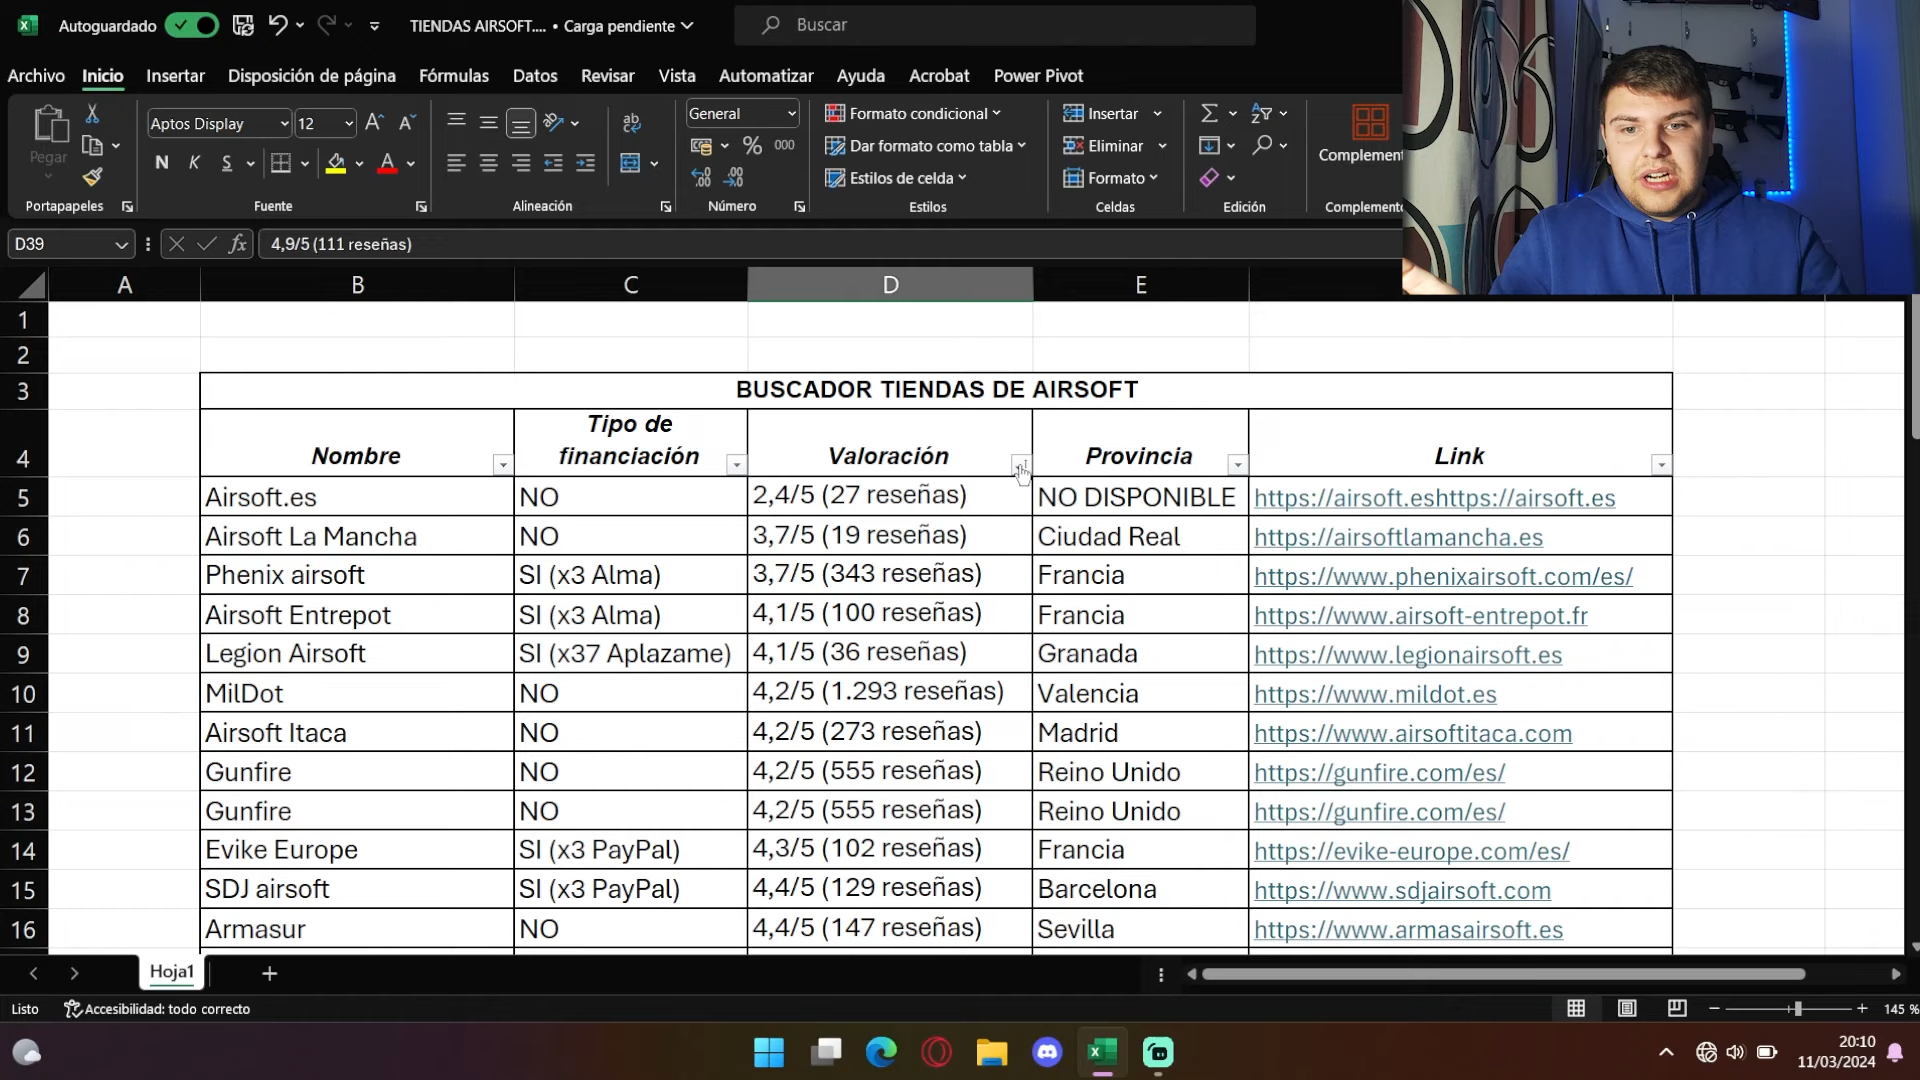 Autoguardado
TIENDAS AIRSOFT.... • Carga pendiente
Buscar
Archivo Inicio Insertar Disposición de página Fórmulas Datos Revisar Vista Automatizar Ayuda Acrobat Power Pivot
Pegar
Portapapeles
Aptos Display 12
N K S
Fuente
ab
Alineación
General
% 000
Número
Formato condicional
Dar formato como tabla
Estilos de celda
Estilos
Insertar
Eliminar
Formato
Celdas
Edición
Complement
Complemento
D39
fx
4,9/5 (111 reseñas)
A B C D E
1
2
3 BUSCADOR TIENDAS DE AIRSOFT
4 Nombre Tipo de financiación Valoración Provincia Link
5 Airsoft.es NO 2,4/5 (27 reseñas) NO DISPONIBLE https://airsoft.eshttps://airsoft.es
6 Airsoft La Mancha NO 3,7/5 (19 reseñas) Ciudad Real https://airsoftlamancha.es
7 Phenix airsoft SI (x3 Alma) 3,7/5 (343 reseñas) Francia https://www.phenixairsoft.com/es/
8 Airsoft Entrepot SI (x3 Alma) 4,1/5 (100 reseñas) Francia https://www.airsoft-entrepot.fr
9 Legion Airsoft SI (x37 Aplazame) 4,1/5 (36 reseñas) Granada https://www.legionairsoft.es
10 MilDot NO 4,2/5 (1.293 reseñas) Valencia https://www.mildot.es
11 Airsoft Itaca NO 4,2/5 (273 reseñas) Madrid https://www.airsoftitaca.com
12 Gunfire NO 4,2/5 (555 reseñas) Reino Unido https://gunfire.com/es/
13 Gunfire NO 4,2/5 (555 reseñas) Reino Unido https://gunfire.com/es/
14 Evike Europe SI (x3 PayPal) 4,3/5 (102 reseñas) Francia https://evike-europe.com/es/
15 SDJ airsoft SI (x3 PayPal) 4,4/5 (129 reseñas) Barcelona https://www.sdjairsoft.com
16 Armasur NO 4,4/5 (147 reseñas) Sevilla https://www.armasairsoft.es
Hoja1
Listo
Accesibilidad: todo correcto
145 %
20:10
11/03/2024